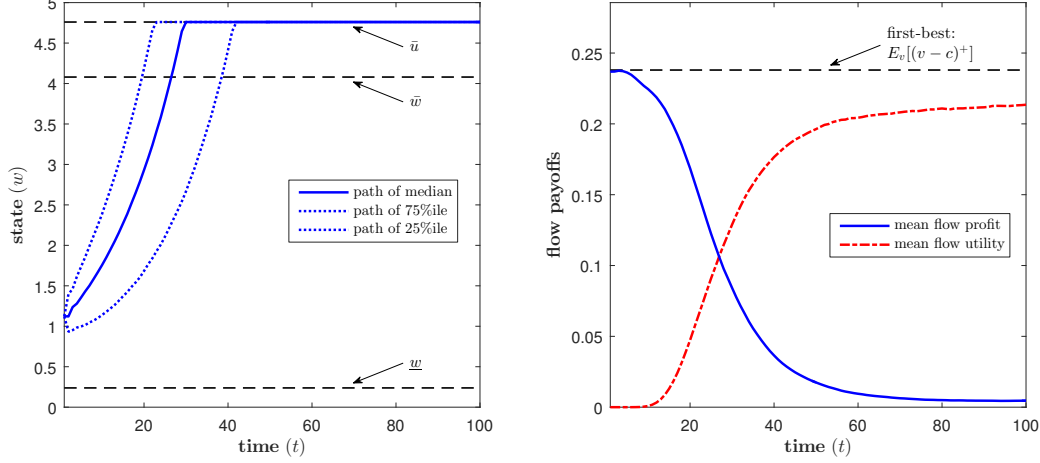 5
4.5
4
3.5
3
2.5
2
1.5
1
0.5
0
state (w)
20
40
60
80
100
time (t)
ū
w̄
w̲
path of median
path of 75%ile
path of 25%ile
0.25
0.2
0.15
0.1
0.05
0
flow payoffs
20
40
60
80
100
time (t)
first-best:
E_v[(v − c)⁺]
mean flow profit
mean flow utility